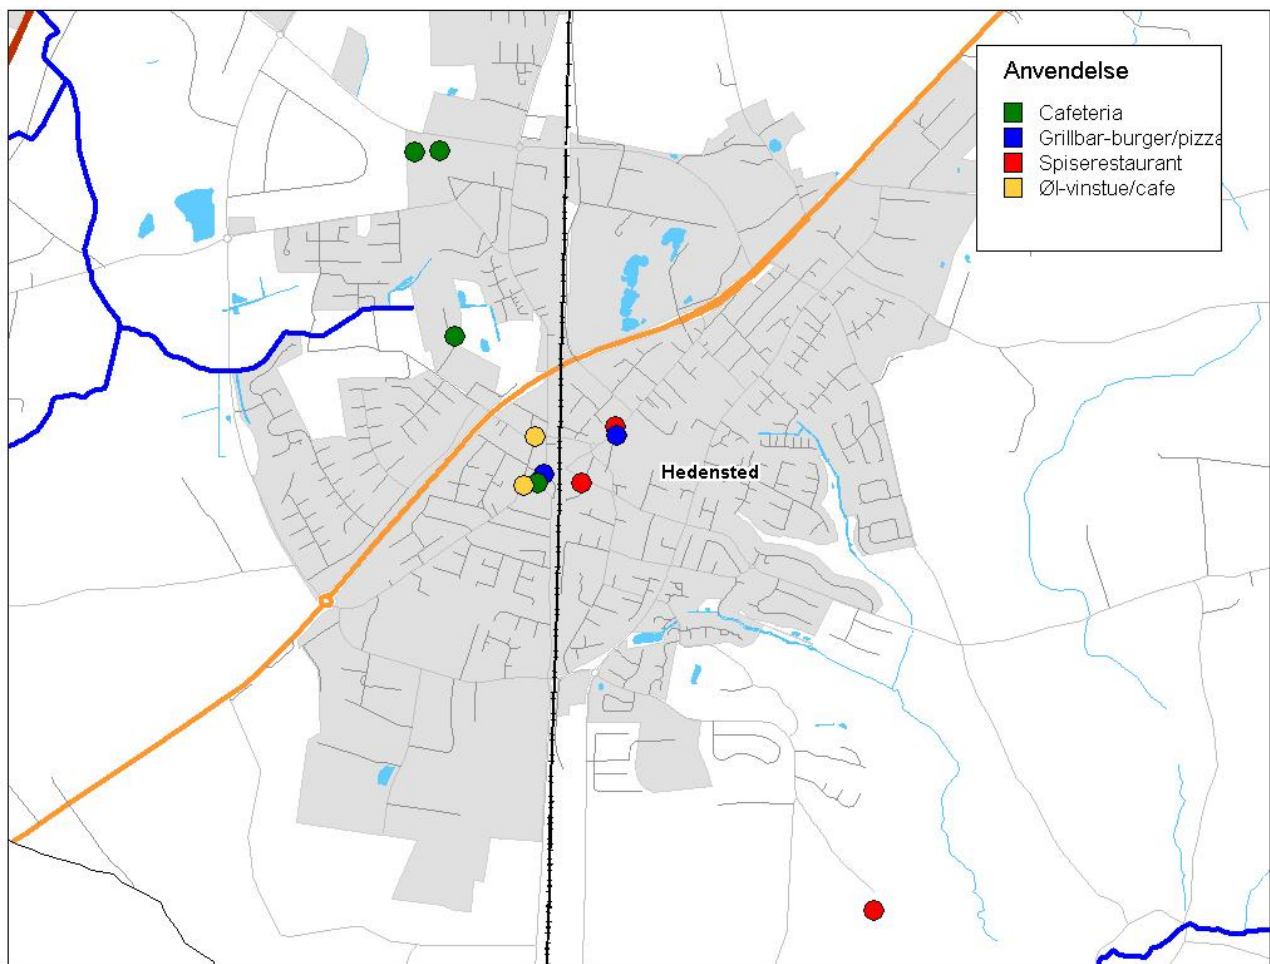 Anvendelse
Cafeteria
Grillbar-burger/pizza
Spiserestaurant
Øl-vinstue/cafe
Hedensted